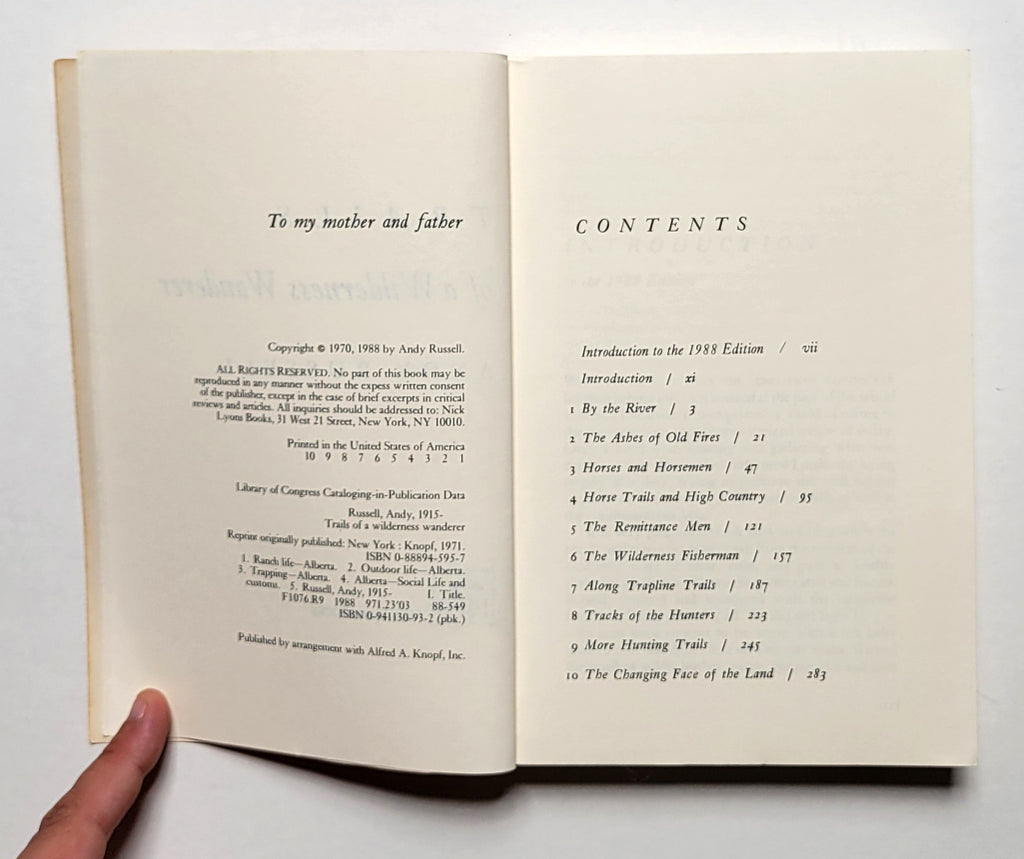 To my mother and father
Copyright © 1970, 1988 by Andy Russell.
ALL RIGHTS RESERVED. No part of this book may be
reproduced in any manner without the expess written consent
of the publisher, except in the case of brief excerpts in critical
reviews and articles. All inquiries should be addressed to: Nick
Lyons Books, 31 West 21 Street, New York, NY 10010.
Printed in the United States of America
10 9 8 7 6 5 4 3 2 1
Library of Congress Cataloging-in-Publication Data
Russell, Andy, 1915-
Trails of a wilderness wanderer
Reprint originally published: New York : Knopf, 1971.
ISBN 0-88894-595-7
1. Ranch life—Alberta. 2. Outdoor life—Alberta.
3. Trapping—Alberta. 4. Alberta—Social Life and
customs. 5. Russell, Andy, 1915- I. Title.
F1076.R9 1988 971.23'03 88-549
ISBN 0-941130-93-2 (pbk.)
Published by arrangement with Alfred A. Knopf, Inc.
CONTENTS
Introduction to the 1988 Edition / vii
Introduction / xi
1 By the River / 3
2 The Ashes of Old Fires / 21
3 Horses and Horsemen / 47
4 Horse Trails and High Country / 95
5 The Remittance Men / 121
6 The Wilderness Fisherman / 157
7 Along Trapline Trails / 187
8 Tracks of the Hunters / 223
9 More Hunting Trails / 245
10 The Changing Face of the Land / 283